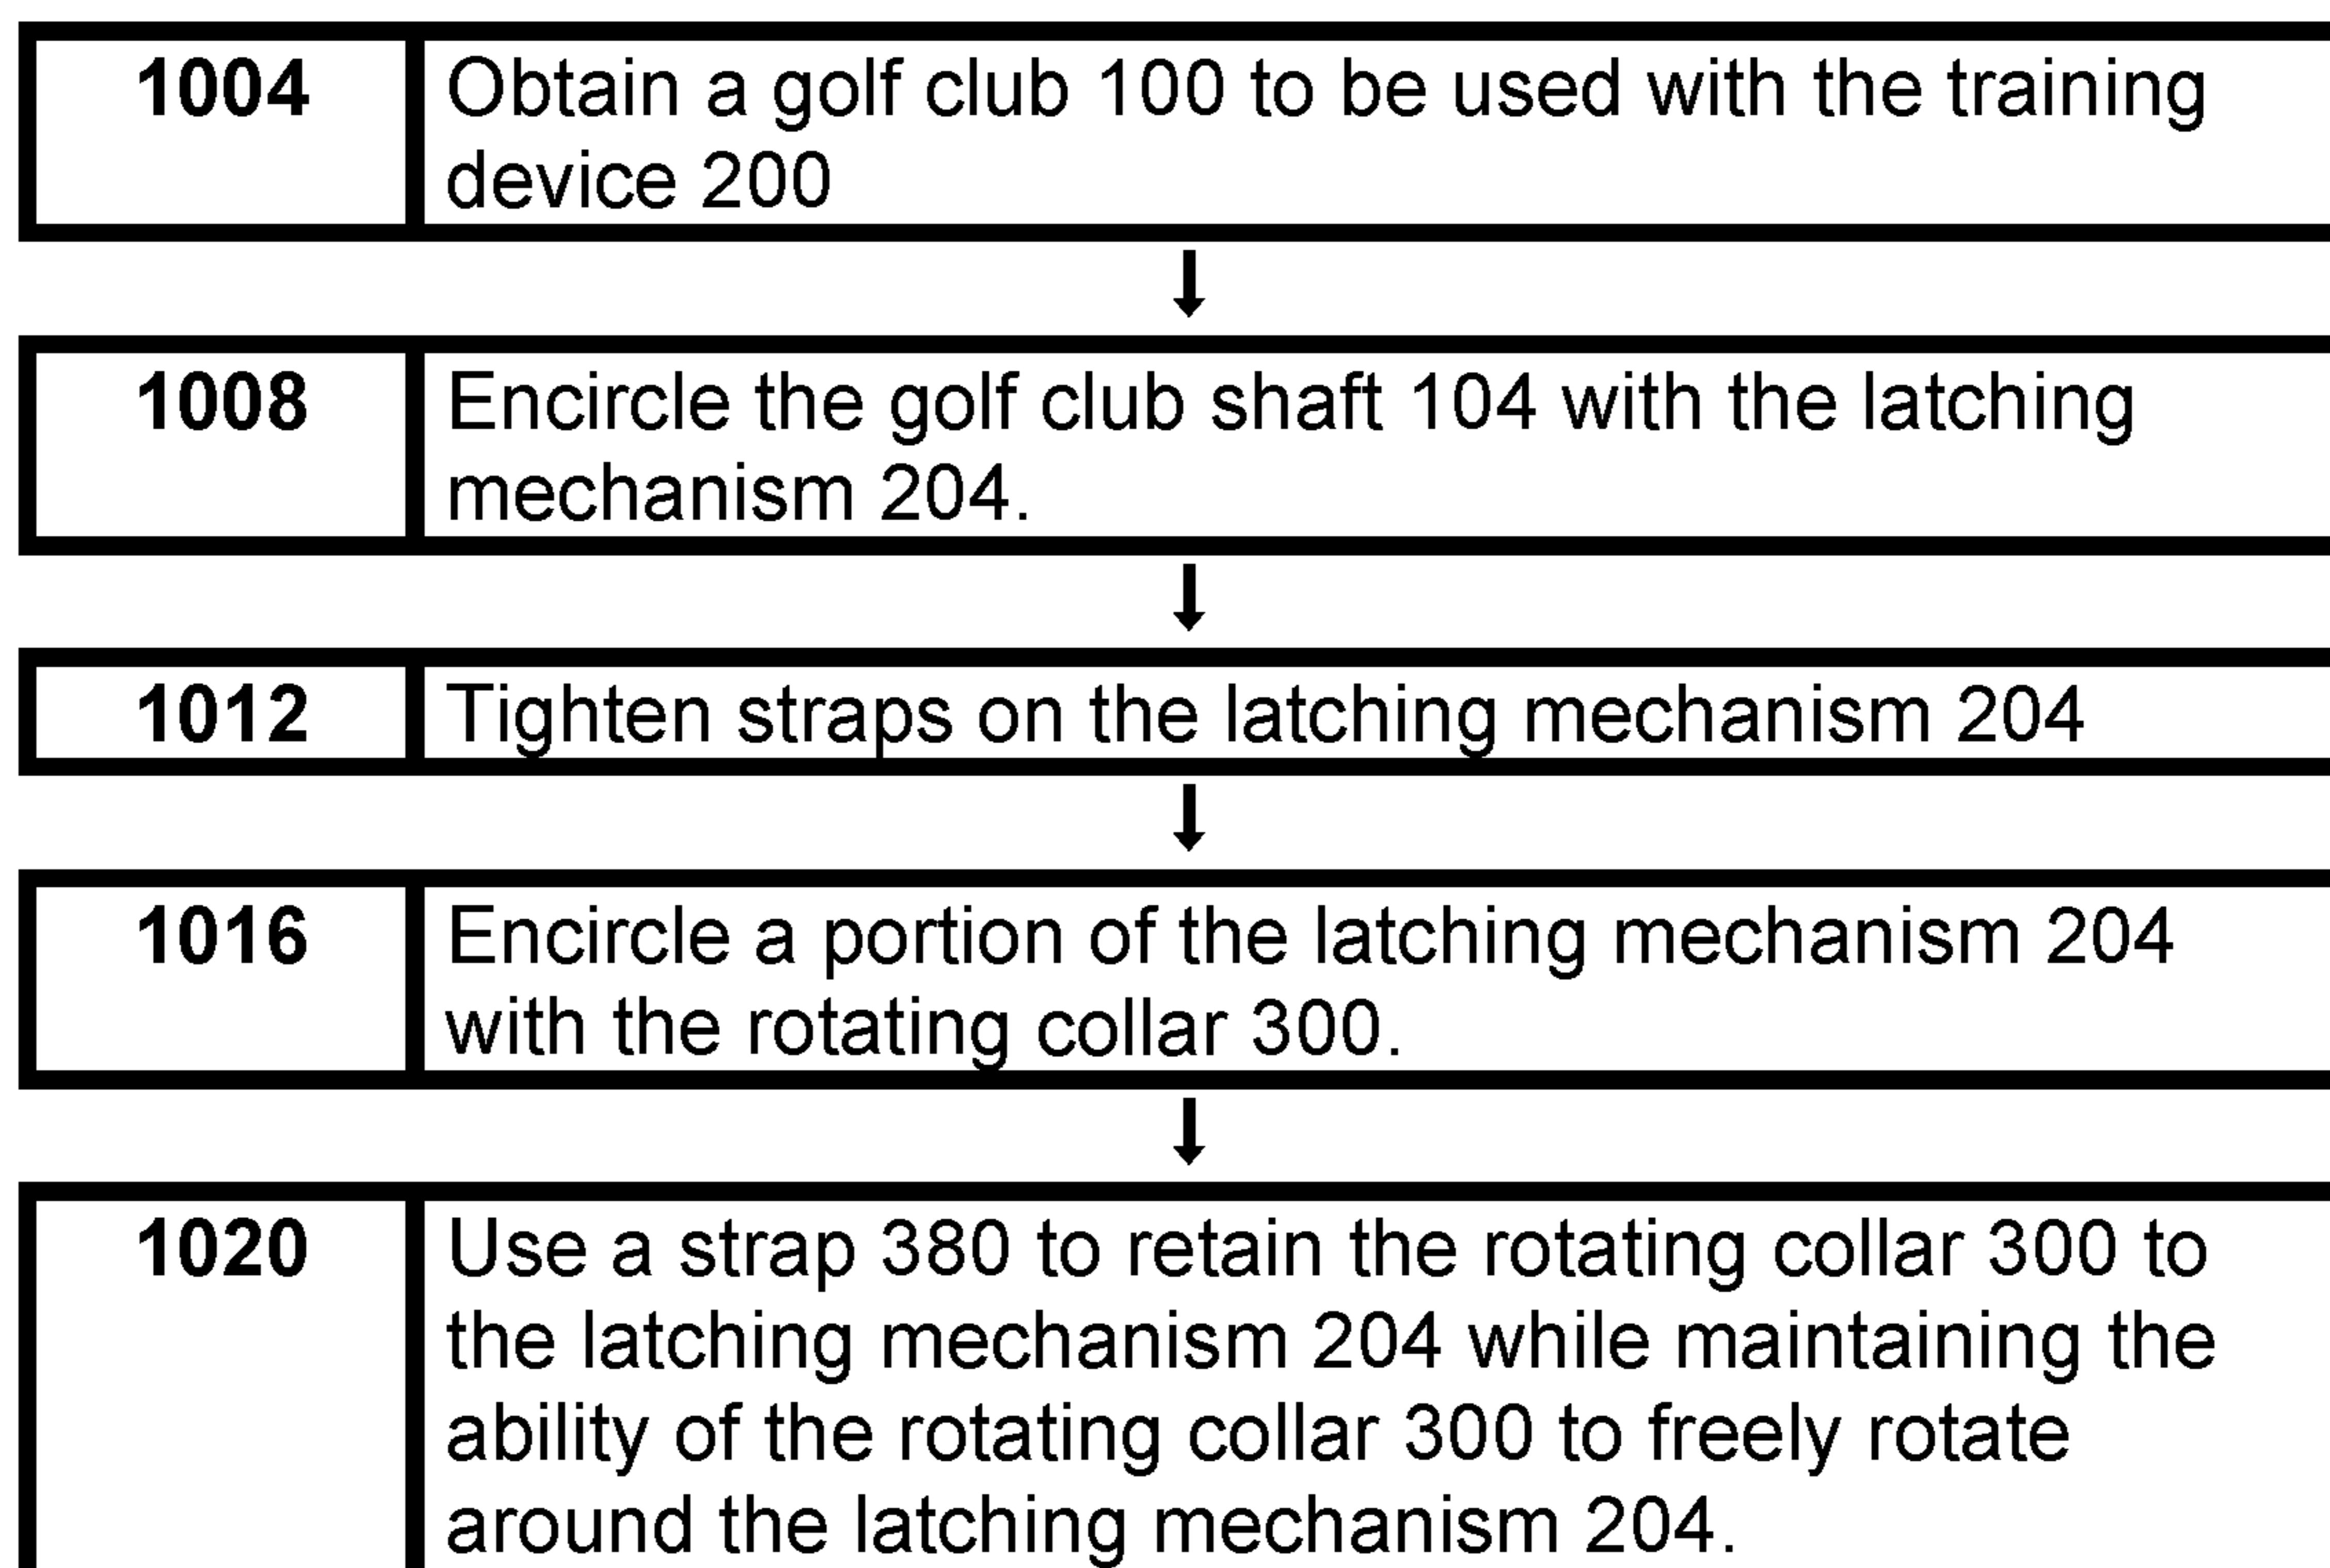 1004 Obtain a golf club 100 to be used with the training
device 200
1008 Encircle the golf club shaft 104 with the latching
mechanism 204.
1012 Tighten straps on the latching mechanism 204
1016 Encircle a portion of the latching mechanism 204
with the rotating collar 300.
1020 Use a strap 380 to retain the rotating collar 300 to
the latching mechanism 204 while maintaining the
ability of the rotating collar 300 to freely rotate
around the latching mechanism 204.